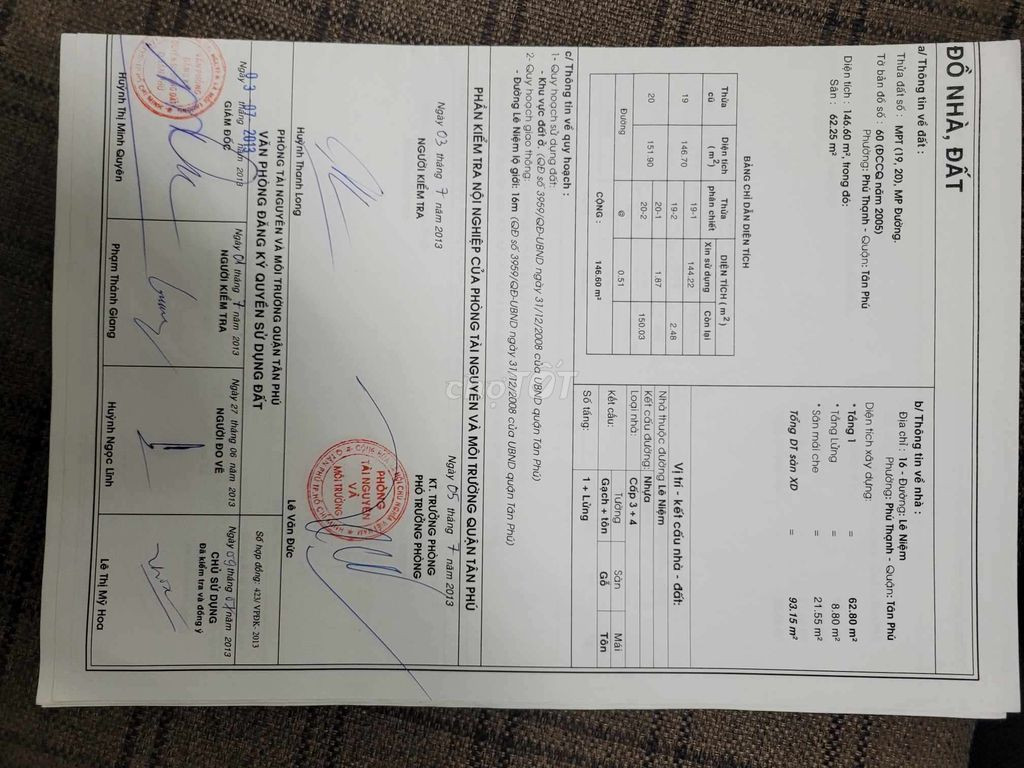 ĐỒ NHÀ, ĐẤT
a/ Thông tin về đất :
Thửa đất số : MPT (19, 20), MP Đường.
Tờ bản đồ số : 60 (ĐCCQ năm 2005)
Phường: Phú Thạnh - Quận: Tân Phú
Diện tích : 146.60 m², trong đó:
Sân : 62.25 m²
BẢNG CHỈ DẪN DIỆN TÍCH
Thửa cũ Diện tích (m²) Thửa phân chiết DIỆN TÍCH (m²)
Xin sử dụng Còn lại
19 146.70 19-1 144.22
19-2 2.48
20 151.90 20-1 1.87
20-2 150.03
Đường @ 0.51
CỘNG : 146.60 m²
b/ Thông tin về nhà :
Địa chỉ : 16 - Đường: Lê Niệm
Phường: Phú Thạnh - Quận: Tân Phú
Diện tích xây dựng:
* Tầng 1 = 62.80 m²
* Tầng Lửng = 8.80 m²
* Sân mái che = 21.55 m²
Tổng DT sàn XD = 93.15 m²
Vị trí - kết cấu nhà - đất:
Nhà thuộc đường Lê Niệm
Kết cấu đường: Nhựa
Loại nhà: Cấp 3 + 4
Kết cấu: Tường Sàn Mái
Gạch + tôn Gỗ Tôn
Số tầng: 1 + Lửng
c/ Thông tin về quy hoạch :
1- Quy hoạch sử dụng đất:
- Khu vực đất ở. (QĐ số 3959/QĐ-UBND ngày 31/12/2008 của UBND quận Tân Phú)
2- Quy hoạch giao thông:
- Đường Lê Niệm lộ giới: 16m (QĐ số 3959/QĐ-UBND ngày 31/12/2008 của UBND quận Tân Phú)
PHẦN KIỂM TRA NỘI NGHIỆP CỦA PHÒNG TÀI NGUYÊN VÀ MÔI TRƯỜNG QUẬN TÂN PHÚ
Ngày 03 tháng 7 năm 2013
NGƯỜI KIỂM TRA
Huỳnh Thanh Long
Ngày 05 tháng 7 năm 2013
KT. TRƯỞNG PHÒNG
PHÓ TRƯỞNG PHÒNG
PHÒNG
TÀI NGUYÊN
VÀ
MÔI TRƯỜNG
Lê Văn Đức
PHÒNG TÀI NGUYÊN VÀ MÔI TRƯỜNG QUẬN TÂN PHÚ
VĂN PHÒNG ĐĂNG KÝ QUYỀN SỬ DỤNG ĐẤT
Số hợp đồng: 423/ VPĐK- 2013
Ngày 03 tháng 07 năm 2013
GIÁM ĐỐC
Huỳnh Thị Minh Quyên
Ngày 01 tháng 7 năm 2013
NGƯỜI KIỂM TRA
Phạm Thành Giang
Ngày 27 tháng 06 năm 2013
NGƯỜI ĐO VẼ
Huỳnh Ngọc Linh
tháng 07 năm 2013
CHỦ SỬ DỤNG
Đã kiểm tra và đồng ý
Lê Thị Mỹ Hoa
chợTỐT